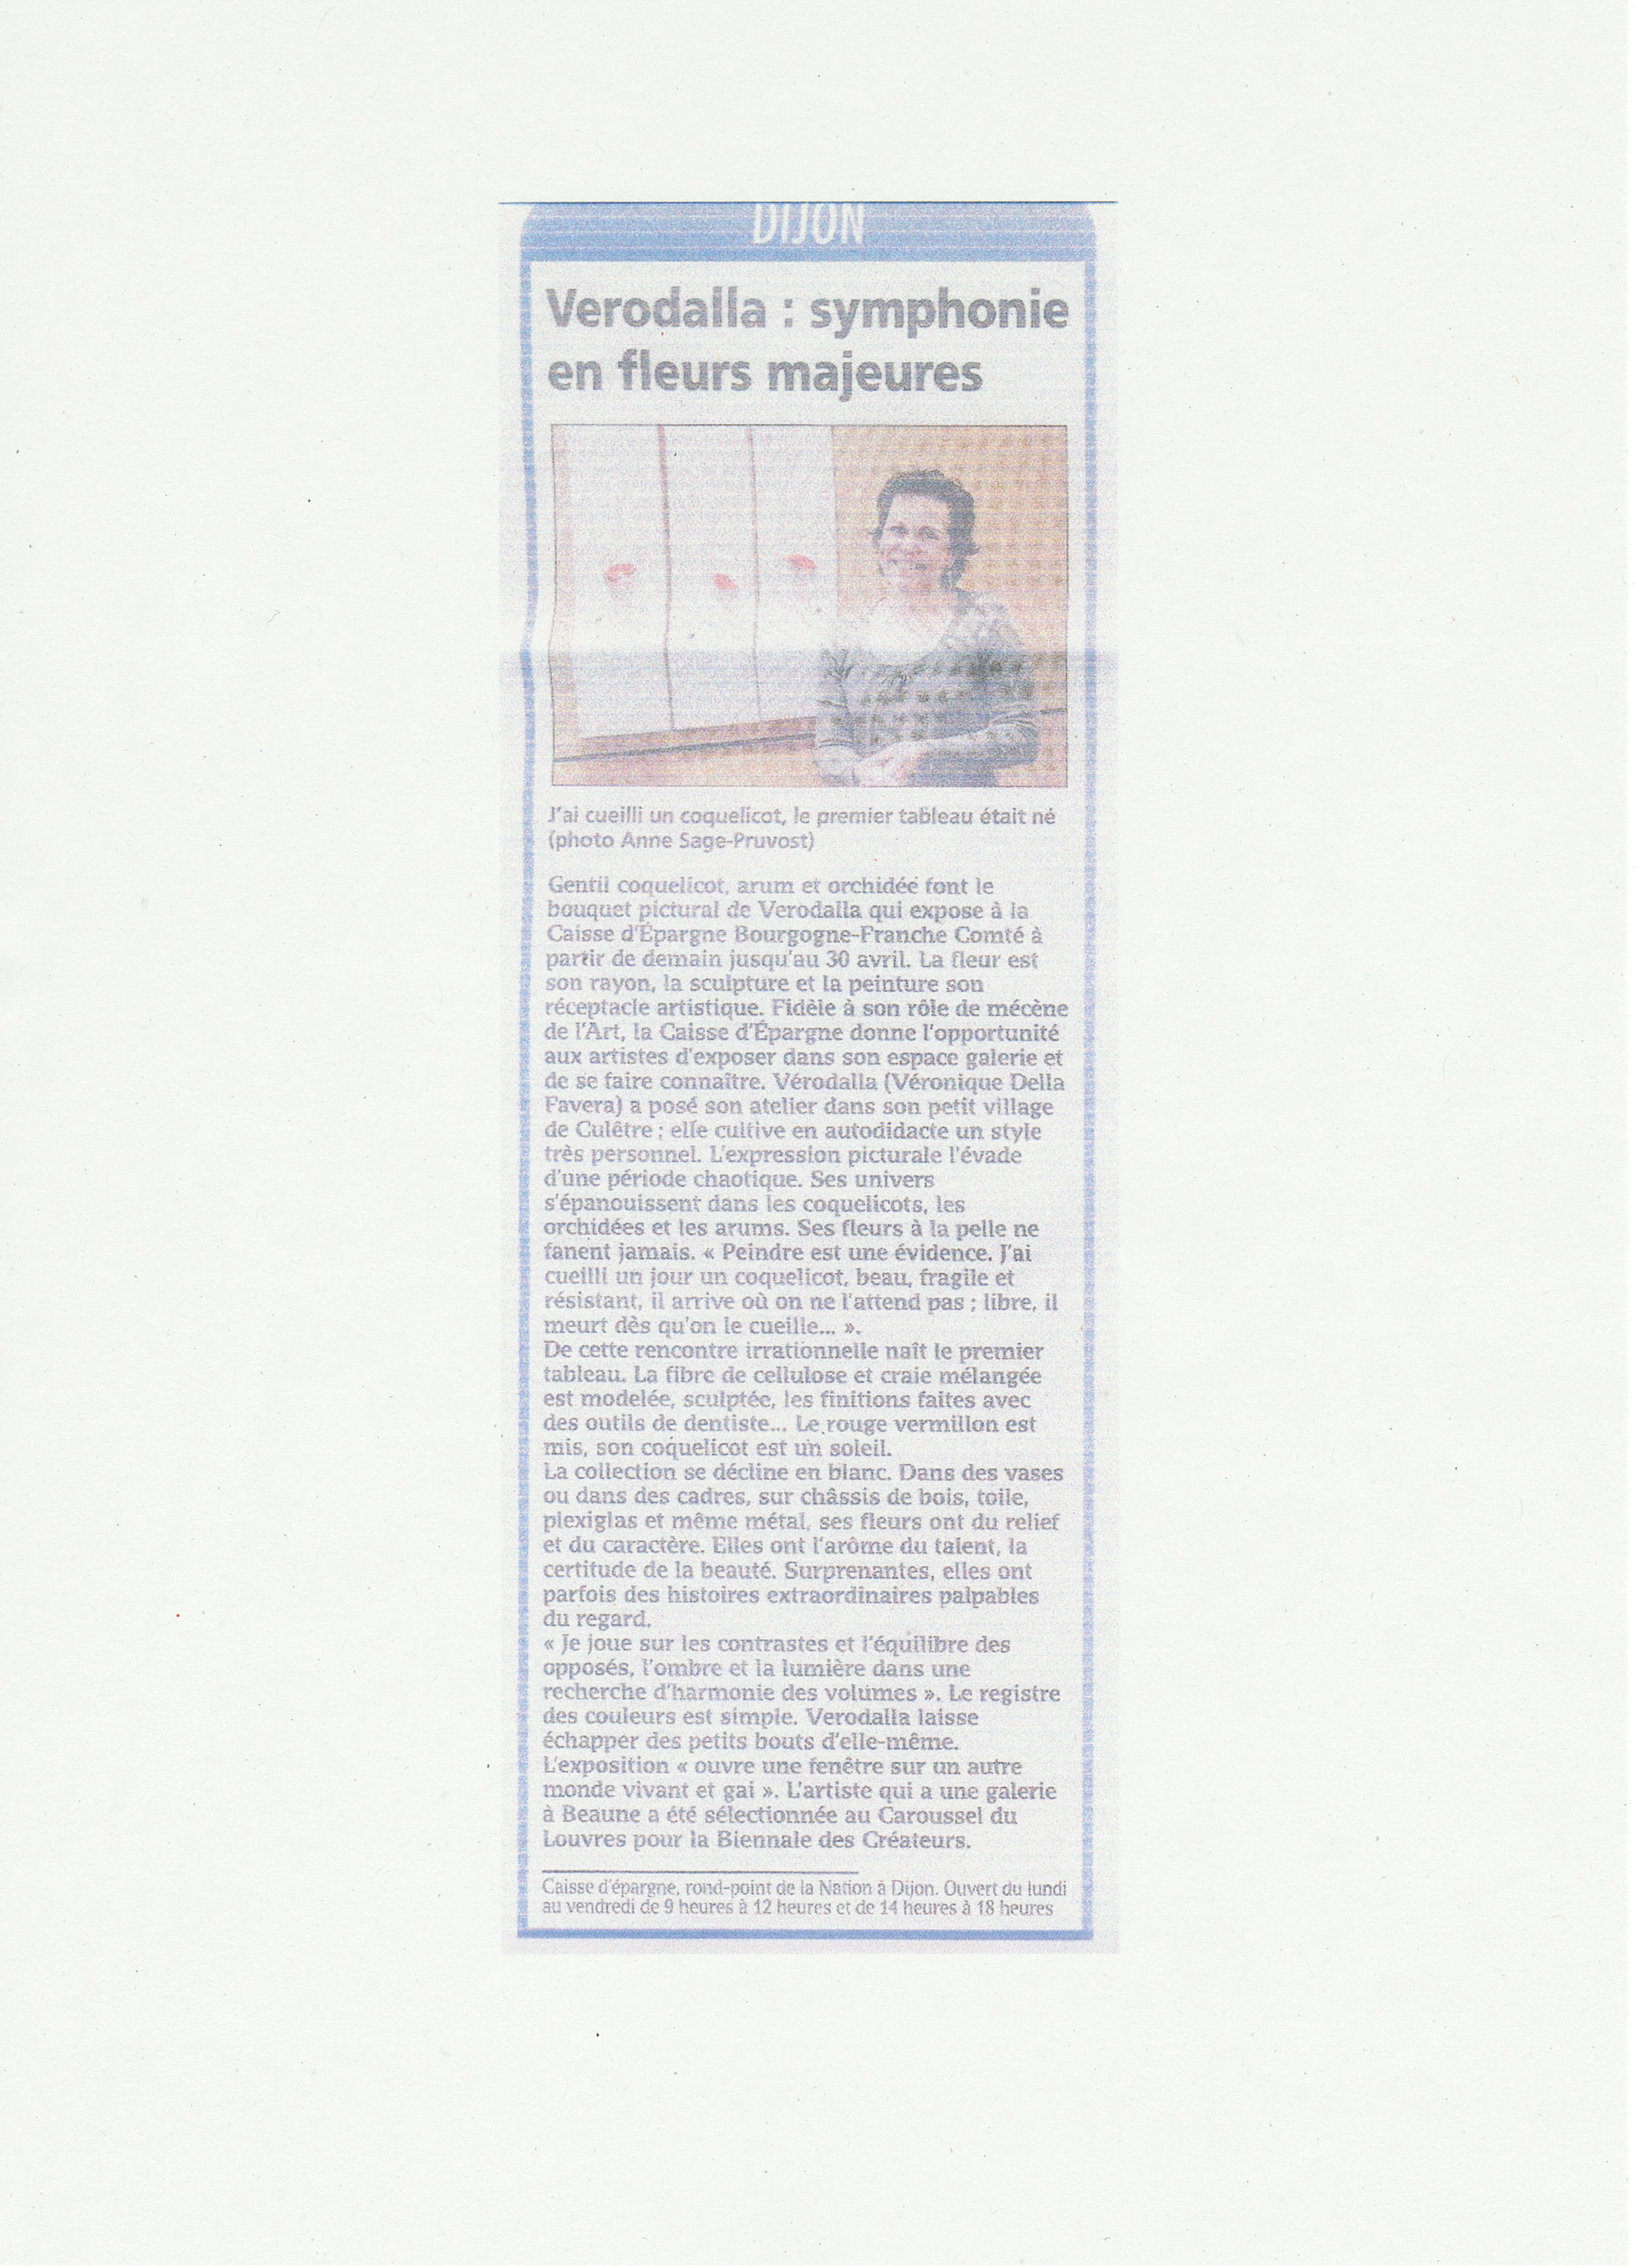 DIJON
Verodalla : symphonie
en fleurs majeures
J'ai cueilli un coquelicot, le premier tableau était né
(photo Anne Sage-Pruvost)
Gentil coquelicot, arum et orchidée font le
bouquet pictural de Verodalla qui expose à la
Caisse d'Épargne Bourgogne-Franche Comté à
partir de demain jusqu'au 30 avril. La fleur est
son rayon, la sculpture et la peinture son
réceptacle artistique. Fidèle à son rôle de mécène
de l'Art, la Caisse d'Épargne donne l'opportunité
aux artistes d'exposer dans son espace galerie et
de se faire connaître. Vérodalla (Véronique Della
Favera) a posé son atelier dans son petit village
de Culêtre ; elle cultive en autodidacte un style
très personnel. L'expression picturale l'évade
d'une période chaotique. Ses univers
s'épanouissent dans les coquelicots, les
orchidées et les arums. Ses fleurs à la pelle ne
fanent jamais. « Peindre est une évidence. J'ai
cueilli un jour un coquelicot, beau, fragile et
résistant, il arrive où on ne l'attend pas ; libre, il
meurt dès qu'on le cueille... ».
De cette rencontre irrationnelle naît le premier
tableau. La fibre de cellulose et craie mélangée
est modelée, sculptée, les finitions faites avec
des outils de dentiste... Le rouge vermillon est
mis, son coquelicot est un soleil.
La collection se décline en blanc. Dans des vases
ou dans des cadres, sur châssis de bois, toile,
plexiglas et même métal, ses fleurs ont du relief
et du caractère. Elles ont l'arôme du talent, la
certitude de la beauté. Surprenantes, elles ont
parfois des histoires extraordinaires palpables
du regard.
« Je joue sur les contrastes et l'équilibre des
opposés, l'ombre et la lumière dans une
recherche d'harmonie des volumes ». Le registre
des couleurs est simple. Verodalla laisse
échapper des petits bouts d'elle-même.
L'exposition « ouvre une fenêtre sur un autre
monde vivant et gai ». L'artiste qui a une galerie
à Beaune a été sélectionnée au Caroussel du
Louvres pour la Biennale des Créateurs.
Caisse d'épargne, rond-point de la Nation à Dijon. Ouvert du lundi
au vendredi de 9 heures à 12 heures et de 14 heures à 18 heures